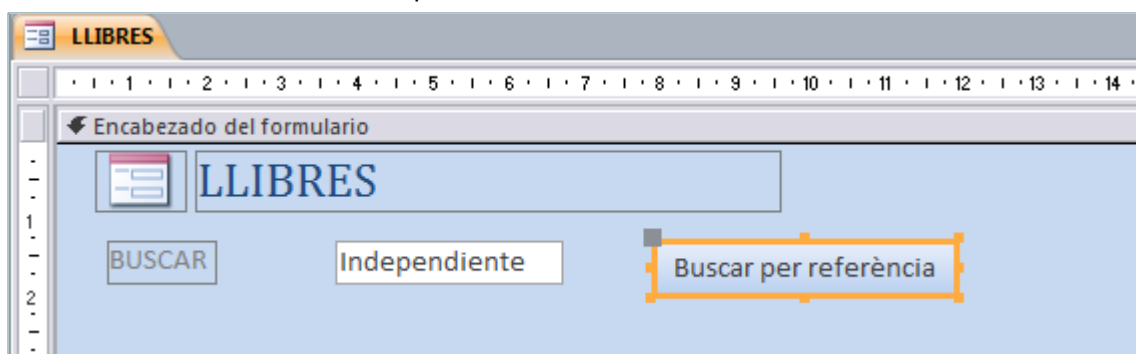 LLIBRES
1 2 3 4 5 6 7 8 9 10 11 12 13 14
Encabezado del formulario
LLIBRES
1
BUSCAR Independiente Buscar per referència
2